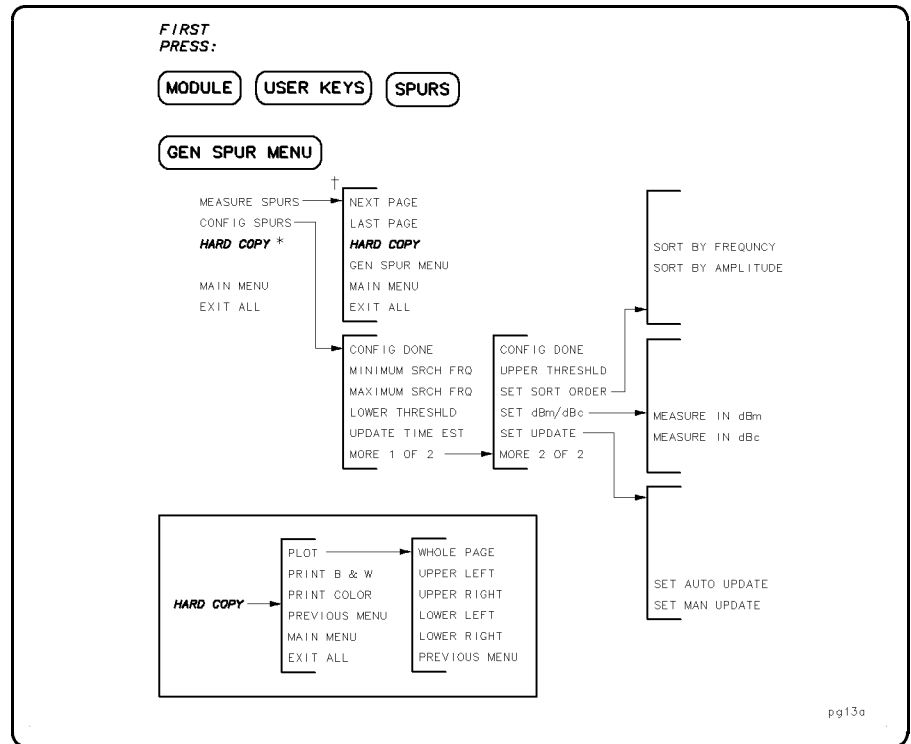 FIRST
PRESS:
MODULE USER KEYS SPURS
GEN SPUR MENU
MEASURE SPURS
CONFIG SPURS
HARD COPY *
MAIN MENU
EXIT ALL
†
NEXT PAGE
LAST PAGE
HARD COPY
GEN SPUR MENU
MAIN MENU
EXIT ALL
CONFIG DONE
MINIMUM SRCH FRQ
MAXIMUM SRCH FRQ
LOWER THRESHLD
UPDATE TIME EST
MORE 1 OF 2
CONFIG DONE
UPPER THRESHLD
SET SORT ORDER
SET dBm/dBc
SET UPDATE
MORE 2 OF 2
SORT BY FREQUNCY
SORT BY AMPLITUDE
MEASURE IN dBm
MEASURE IN dBc
SET AUTO UPDATE
SET MAN UPDATE
HARD COPY
PLOT
PRINT B & W
PRINT COLOR
PREVIOUS MENU
MAIN MENU
EXIT ALL
WHOLE PAGE
UPPER LEFT
UPPER RIGHT
LOWER LEFT
LOWER RIGHT
PREVIOUS MENU
pg13a